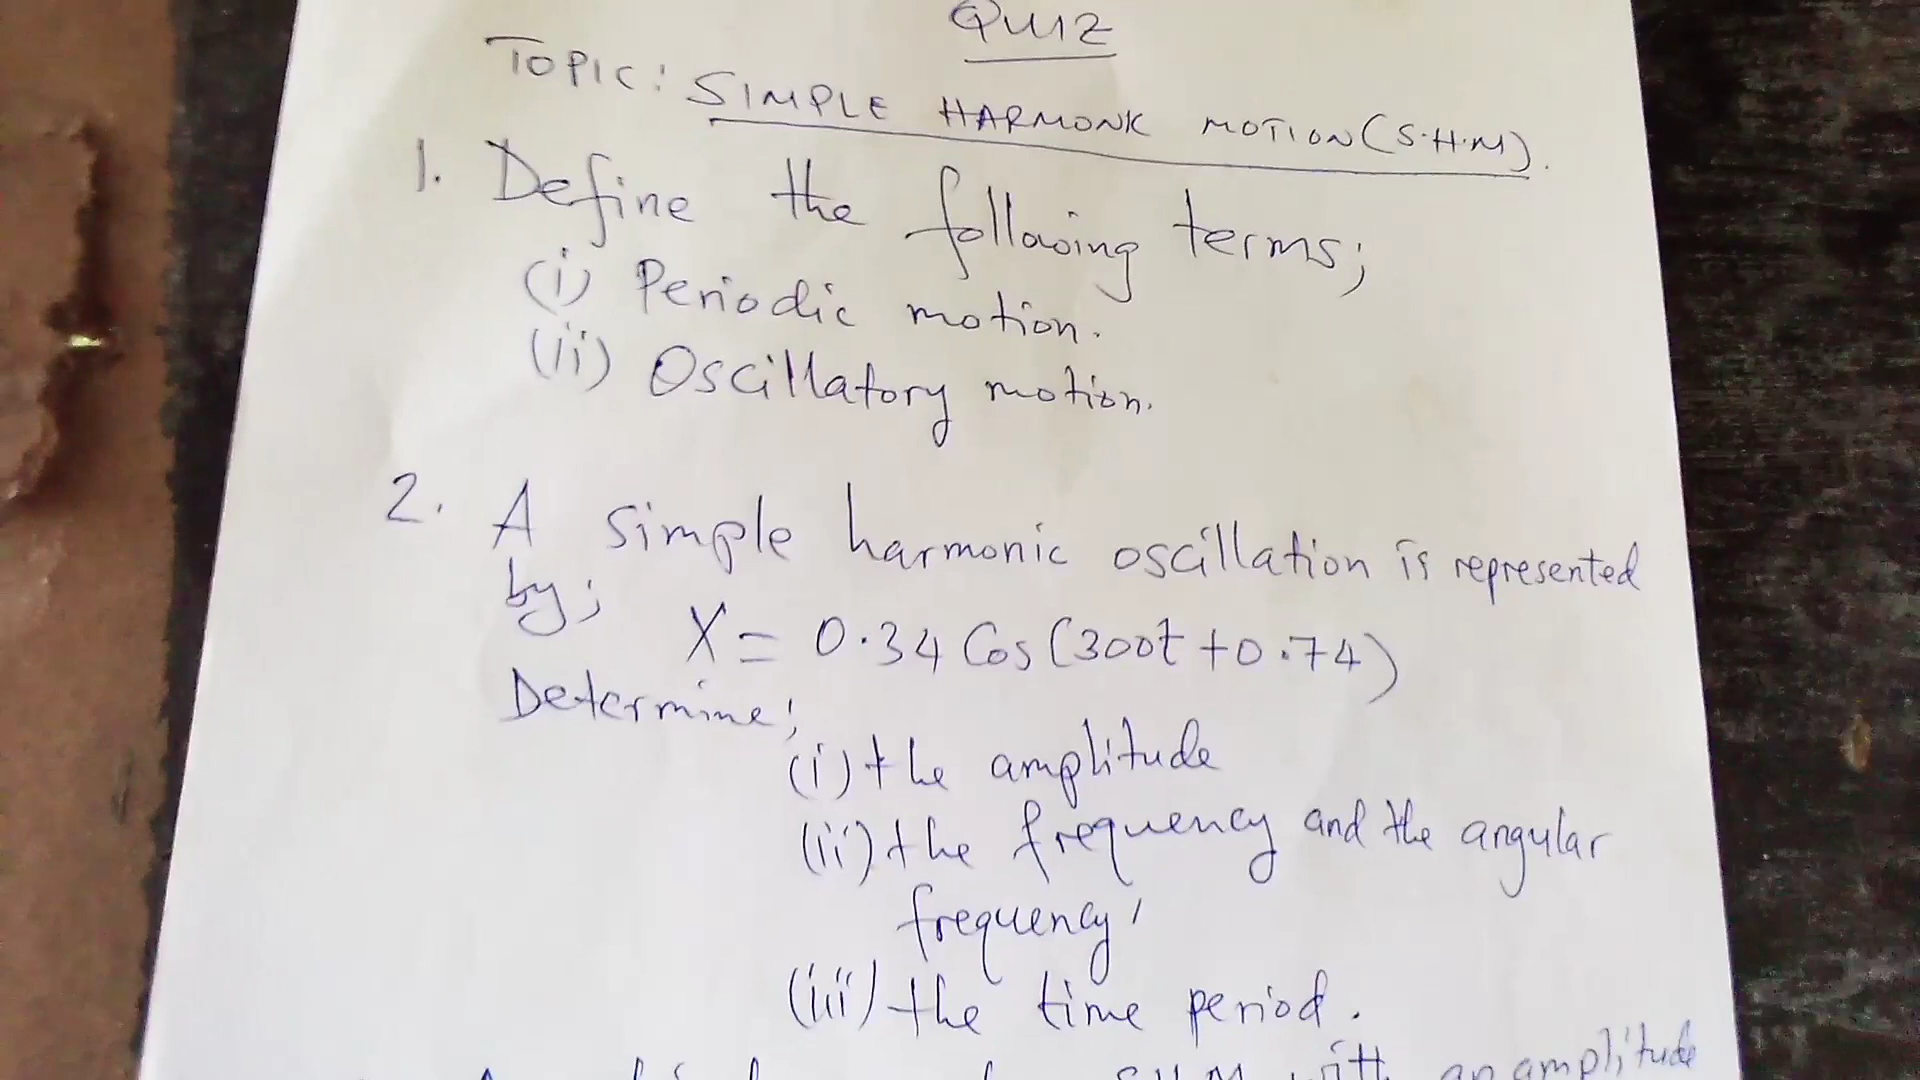 QUIZ
TOPIC: SIMPLE HARMONIC MOTION (S.H.M).
1. Define the following terms;
(i) Periodic motion.
(ii) Oscillatory motion.
2. A simple harmonic oscillation is represented
by; X = 0.34 Cos(300t + 0.74)
Determine;
(i) the amplitude
(ii) the frequency and the angular
frequency,
(iii) the time period.
S.H.M with an amplitude